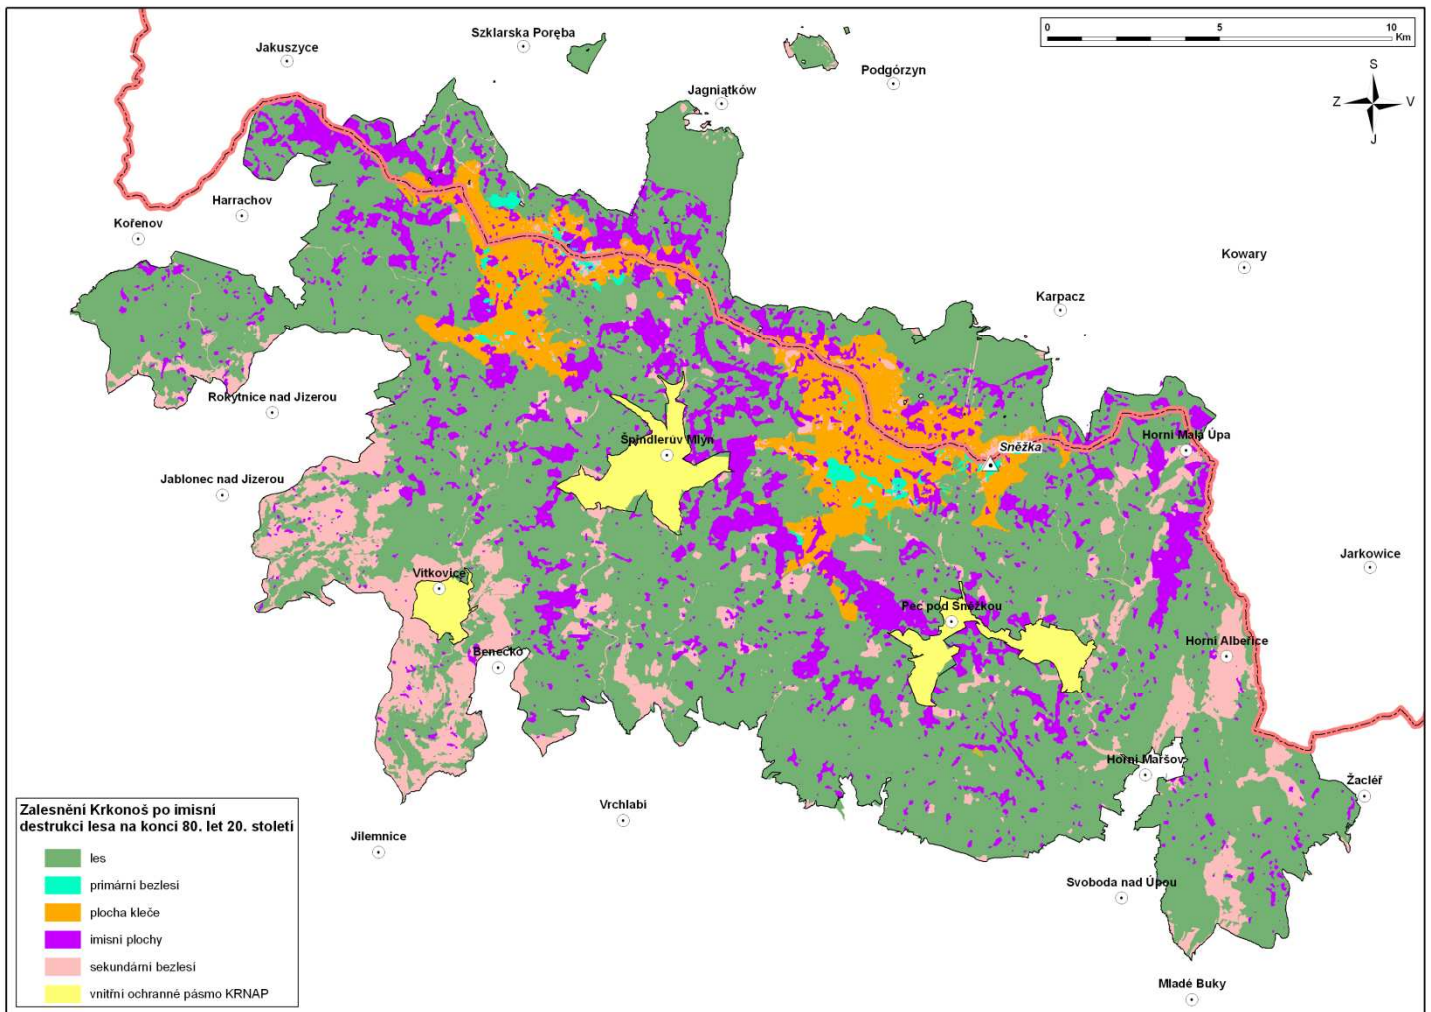 Szklarska Poręba
Jakuszyce
0 5 10
Km
Podgórzyn
S
Z V
J
Jagniątków
Harrachov
Kořenov
Kowary
Karpacz
Rokytnice nad Jizerou
Horní Malá Úpa
Sněžka
Špindlerův Mlýn
Jablonec nad Jizerou
Jarkowice
Vítkovice
Pec pod Sněžkou
Horní Albeřice
Benecko
Horní Maršov
Žacléř
Vrchlabí
Jilemnice
Svoboda nad Úpou
Mladé Buky
Zalesnění Krkonoš po imisní
destrukci lesa na konci 80. let 20. století
les
primární bezlesí
plocha kleče
imisní plochy
sekundární bezlesí
vnitřní ochranné pásmo KRNAP